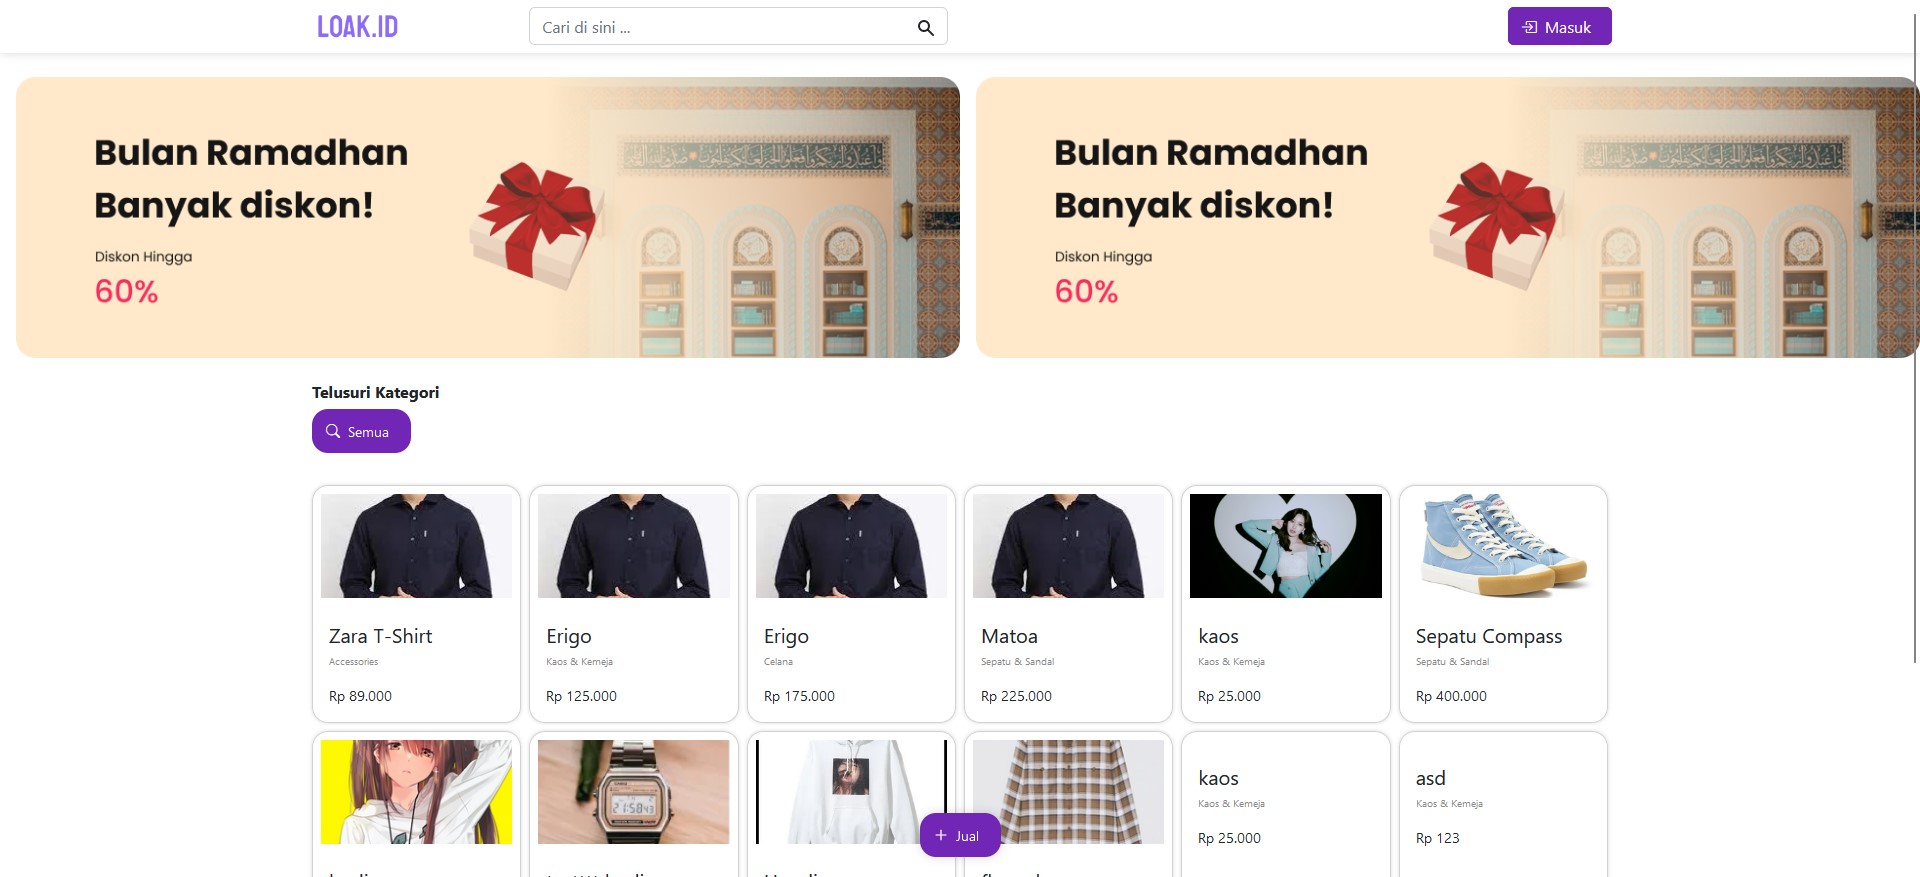 LOAK.ID
Cari di sini ...
Masuk
Bulan Ramadhan
Banyak diskon!
Diskon Hingga
60%
Bulan Ramadhan
Banyak diskon!
Diskon Hingga
60%
Telusuri Kategori
Semua
Zara T-Shirt
Accessories
Rp 89.000
Erigo
Kaos & Kemeja
Rp 125.000
Erigo
Celana
Rp 175.000
Matoa
Sepatu & Sandal
Rp 225.000
kaos
Kaos & Kemeja
Rp 25.000
Sepatu Compass
Sepatu & Sandal
Rp 400.000
kaos
Kaos & Kemeja
Rp 25.000
asd
Kaos & Kemeja
Rp 123
Jual